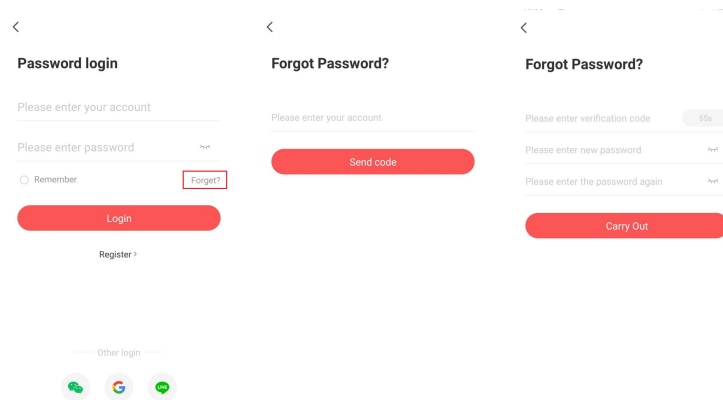 Password login
Please enter your account
Please enter password
Remember
Forget?
Login
Register >
Other login
LINE
Forgot Password?
Please enter your account
Send code
Forgot Password?
Please enter verification code
55s
Please enter new password
Please enter the password again
Carry Out